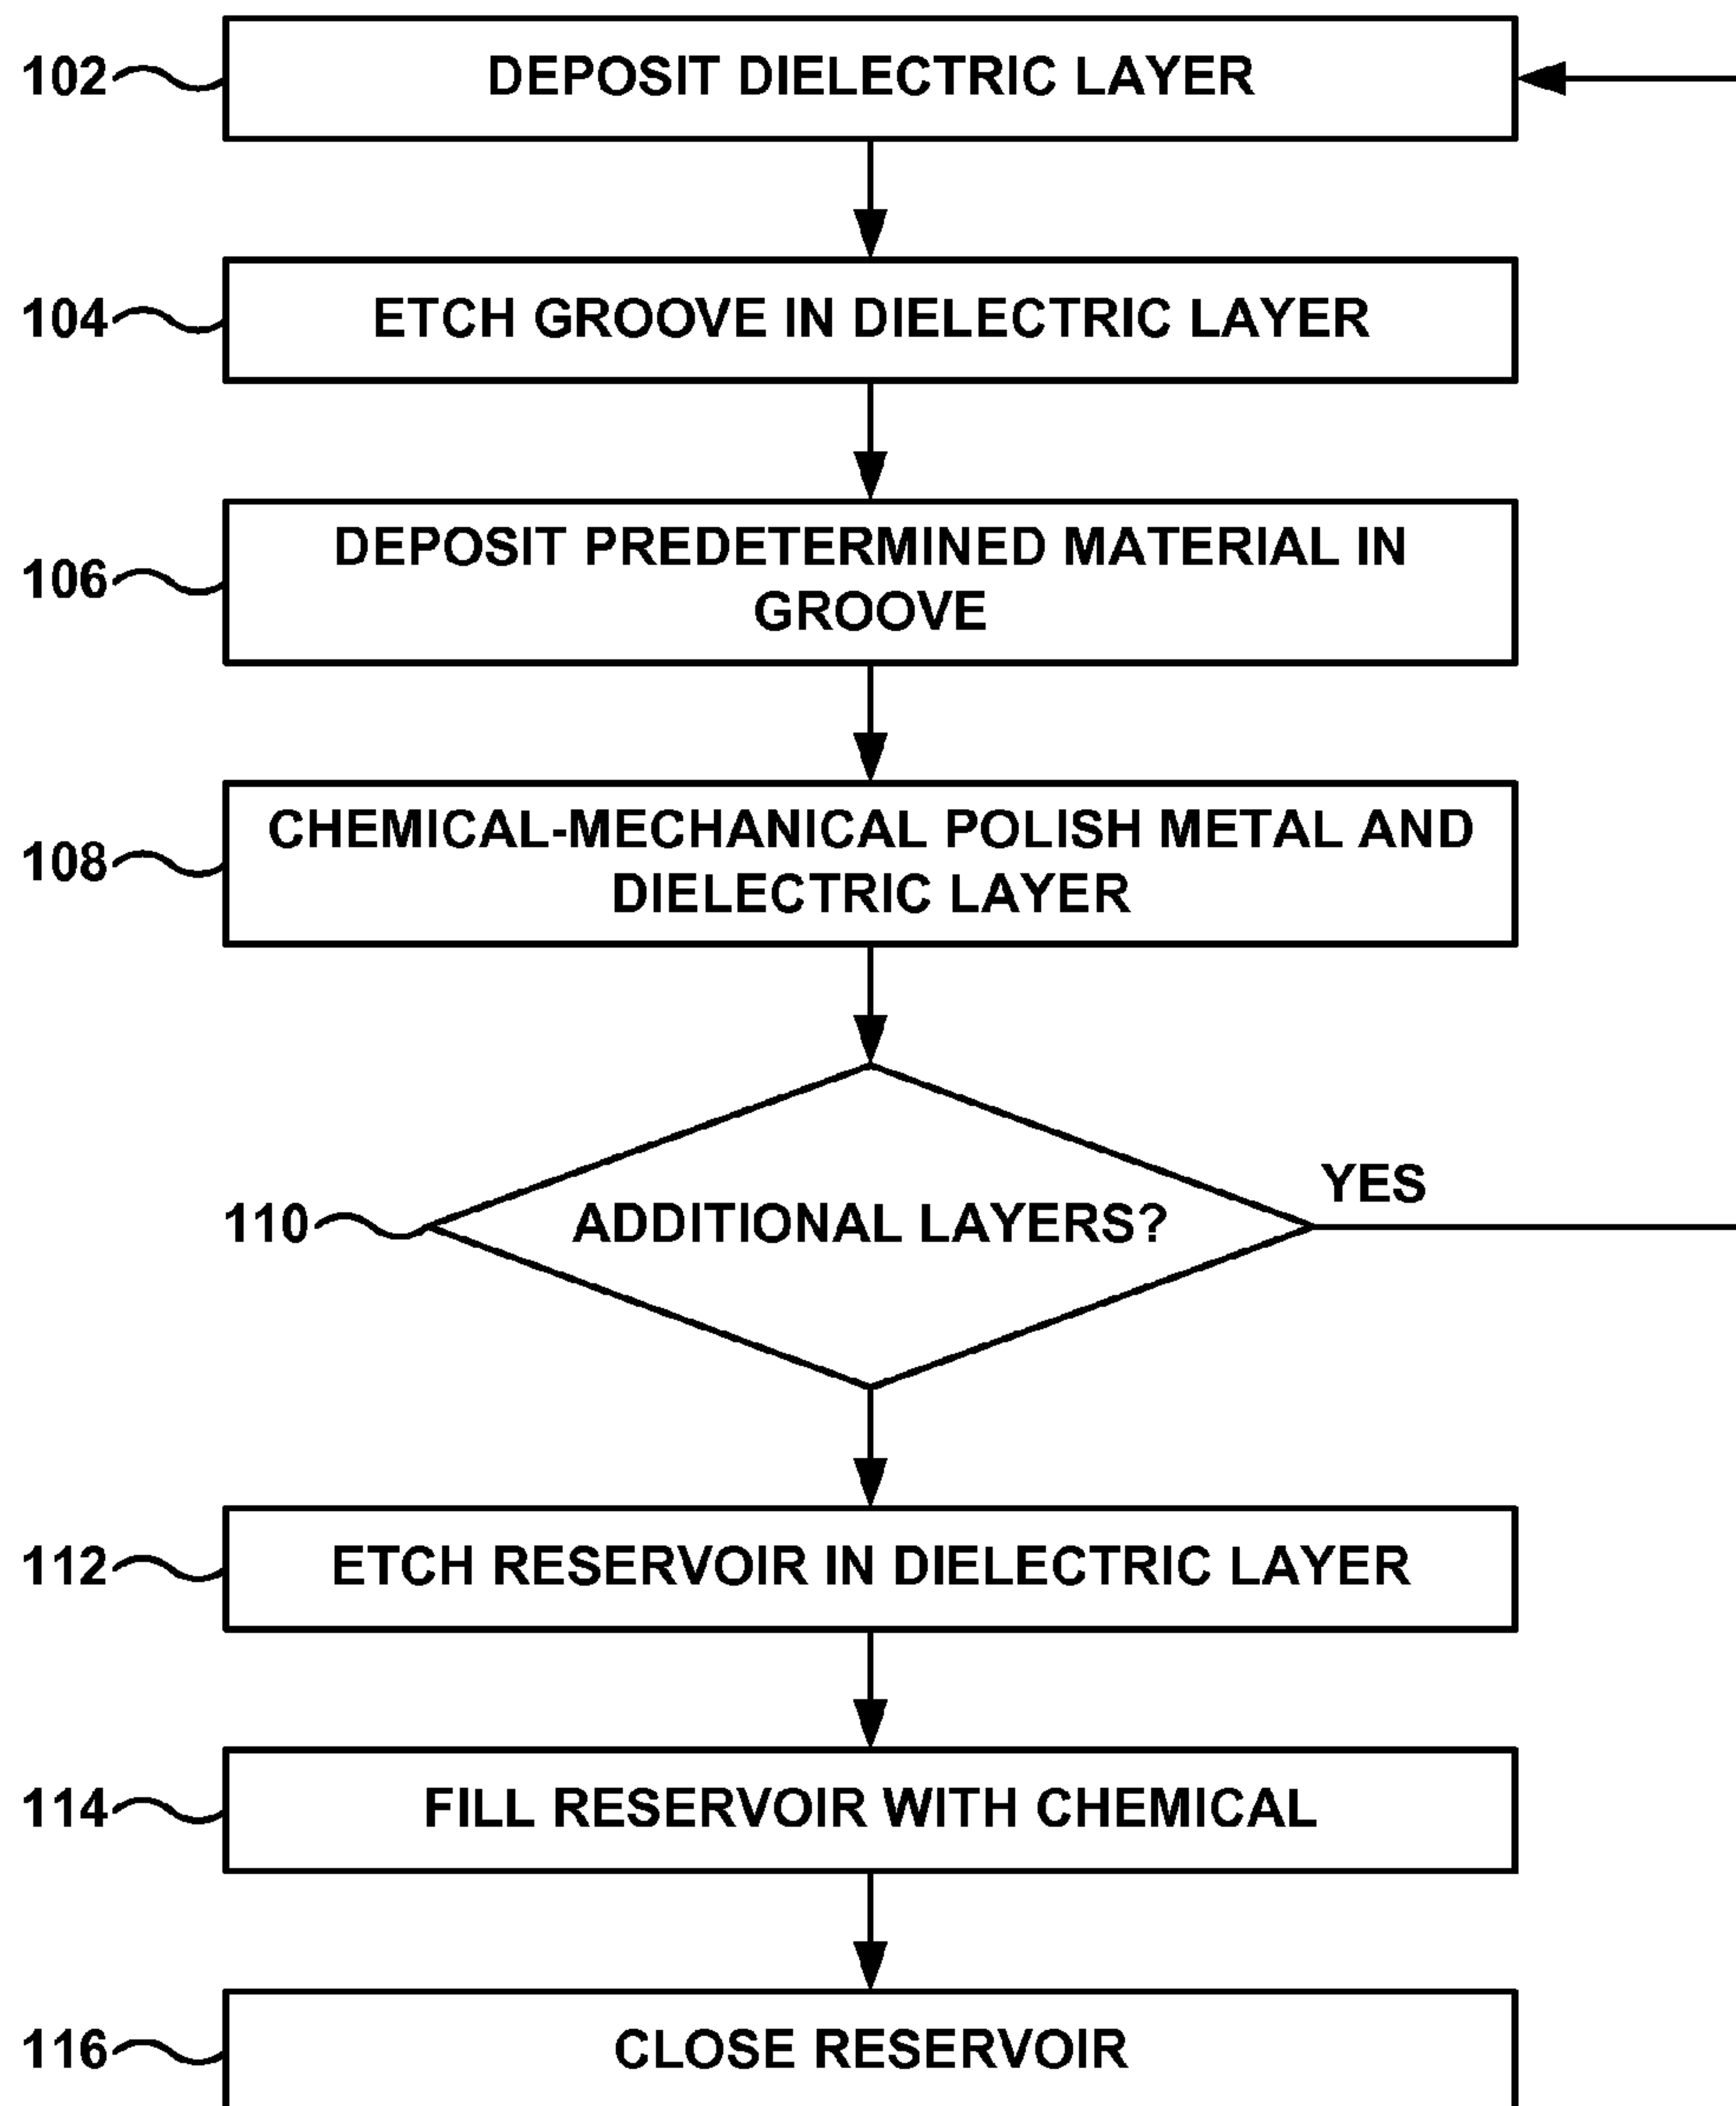 102 DEPOSIT DIELECTRIC LAYER
104 ETCH GROOVE IN DIELECTRIC LAYER
106 DEPOSIT PREDETERMINED MATERIAL IN
GROOVE
108 CHEMICAL-MECHANICAL POLISH METAL AND
DIELECTRIC LAYER
YES
110 ADDITIONAL LAYERS?
112 ETCH RESERVOIR IN DIELECTRIC LAYER
114 FILL RESERVOIR WITH CHEMICAL
116 CLOSE RESERVOIR